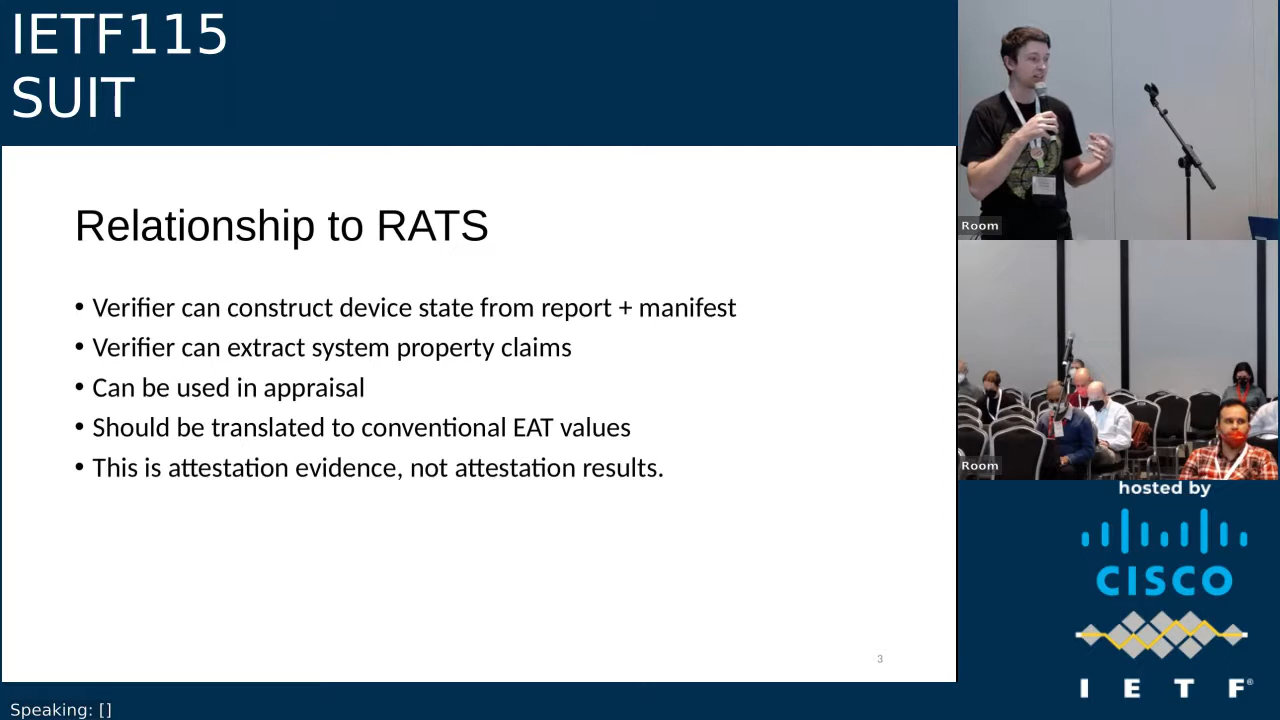 IETF115
SUIT
Relationship to RATS
• Verifier can construct device state from report + manifest
• Verifier can extract system property claims
• Can be used in appraisal
• Should be translated to conventional EAT values
• This is attestation evidence, not attestation results.
3
Speaking: []
Room
Room
hosted by
CISCO
I E T F®